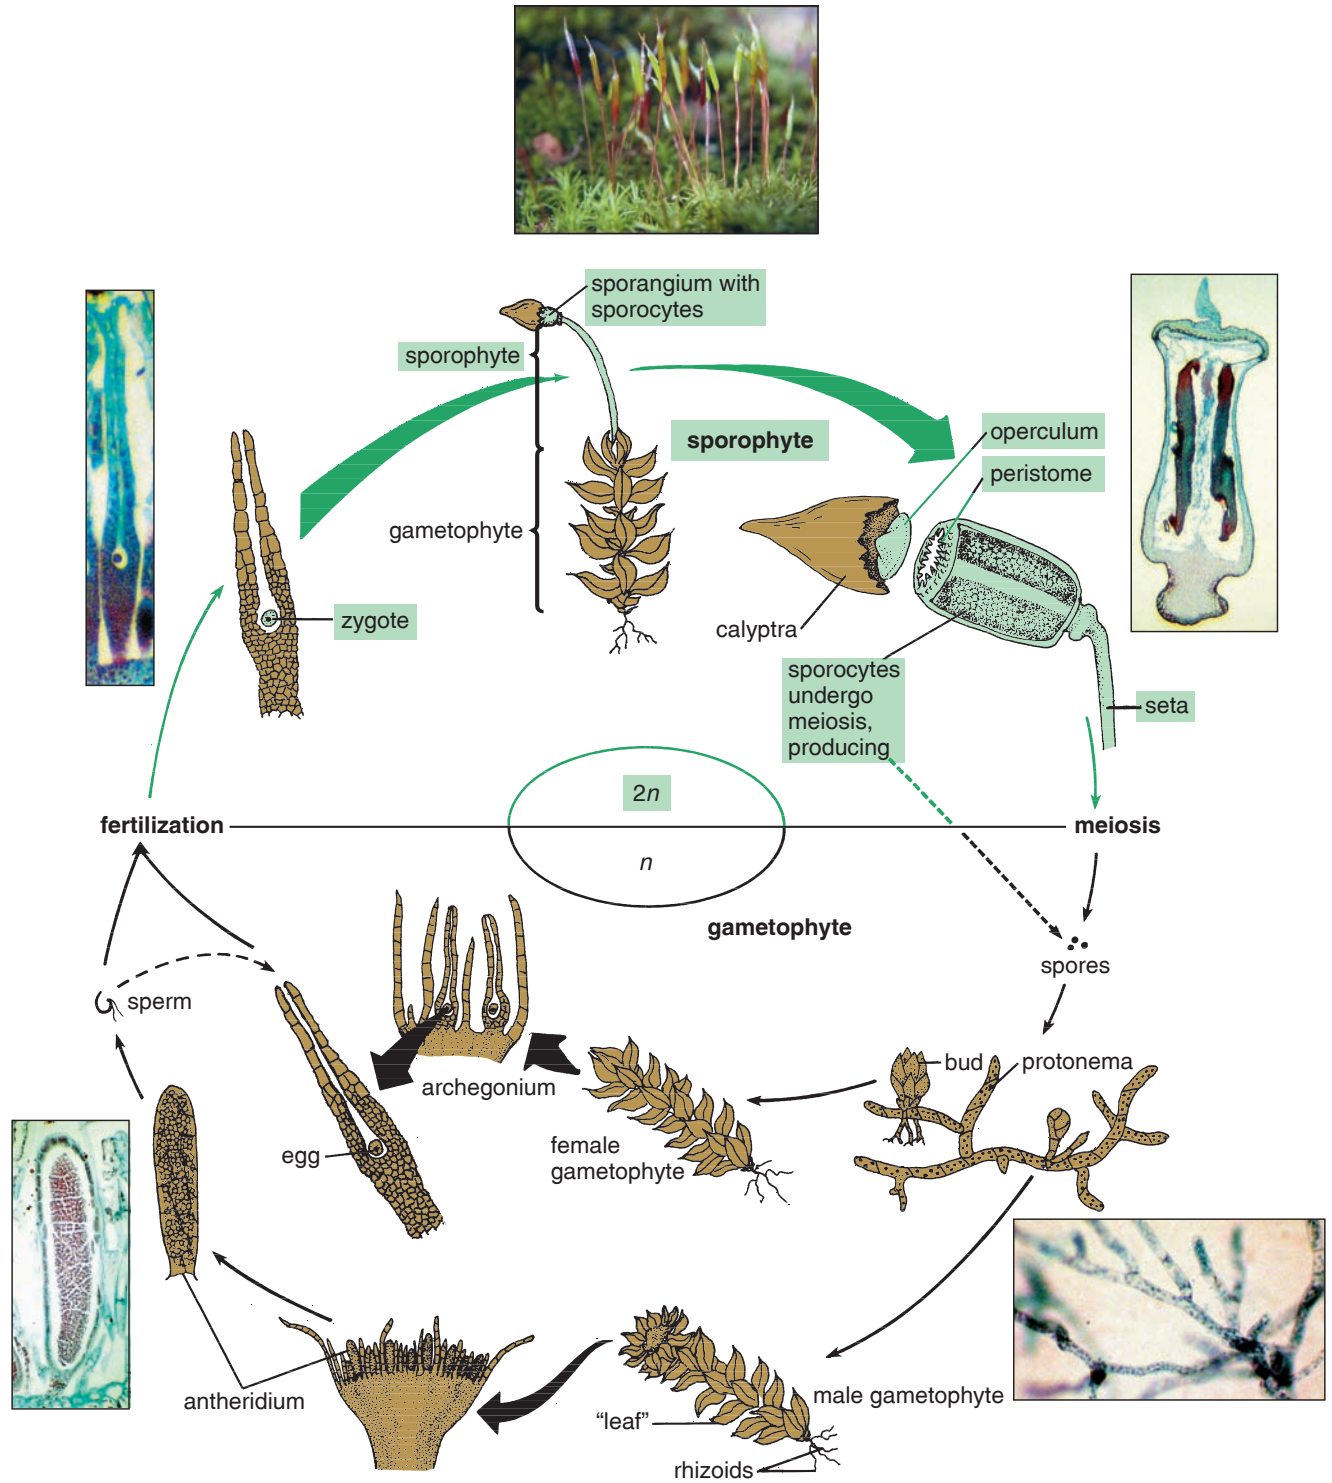 sporangium with
sporocytes
sporophyte
sporophyte
operculum
peristome
gametophyte
zygote
calyptra
sporocytes
undergo
meiosis,
producing
seta
2n
fertilization
meiosis
n
gametophyte
spores
sperm
bud
protonema
archegonium
egg
female
gametophyte
antheridium
"leaf"
male gametophyte
rhizoids